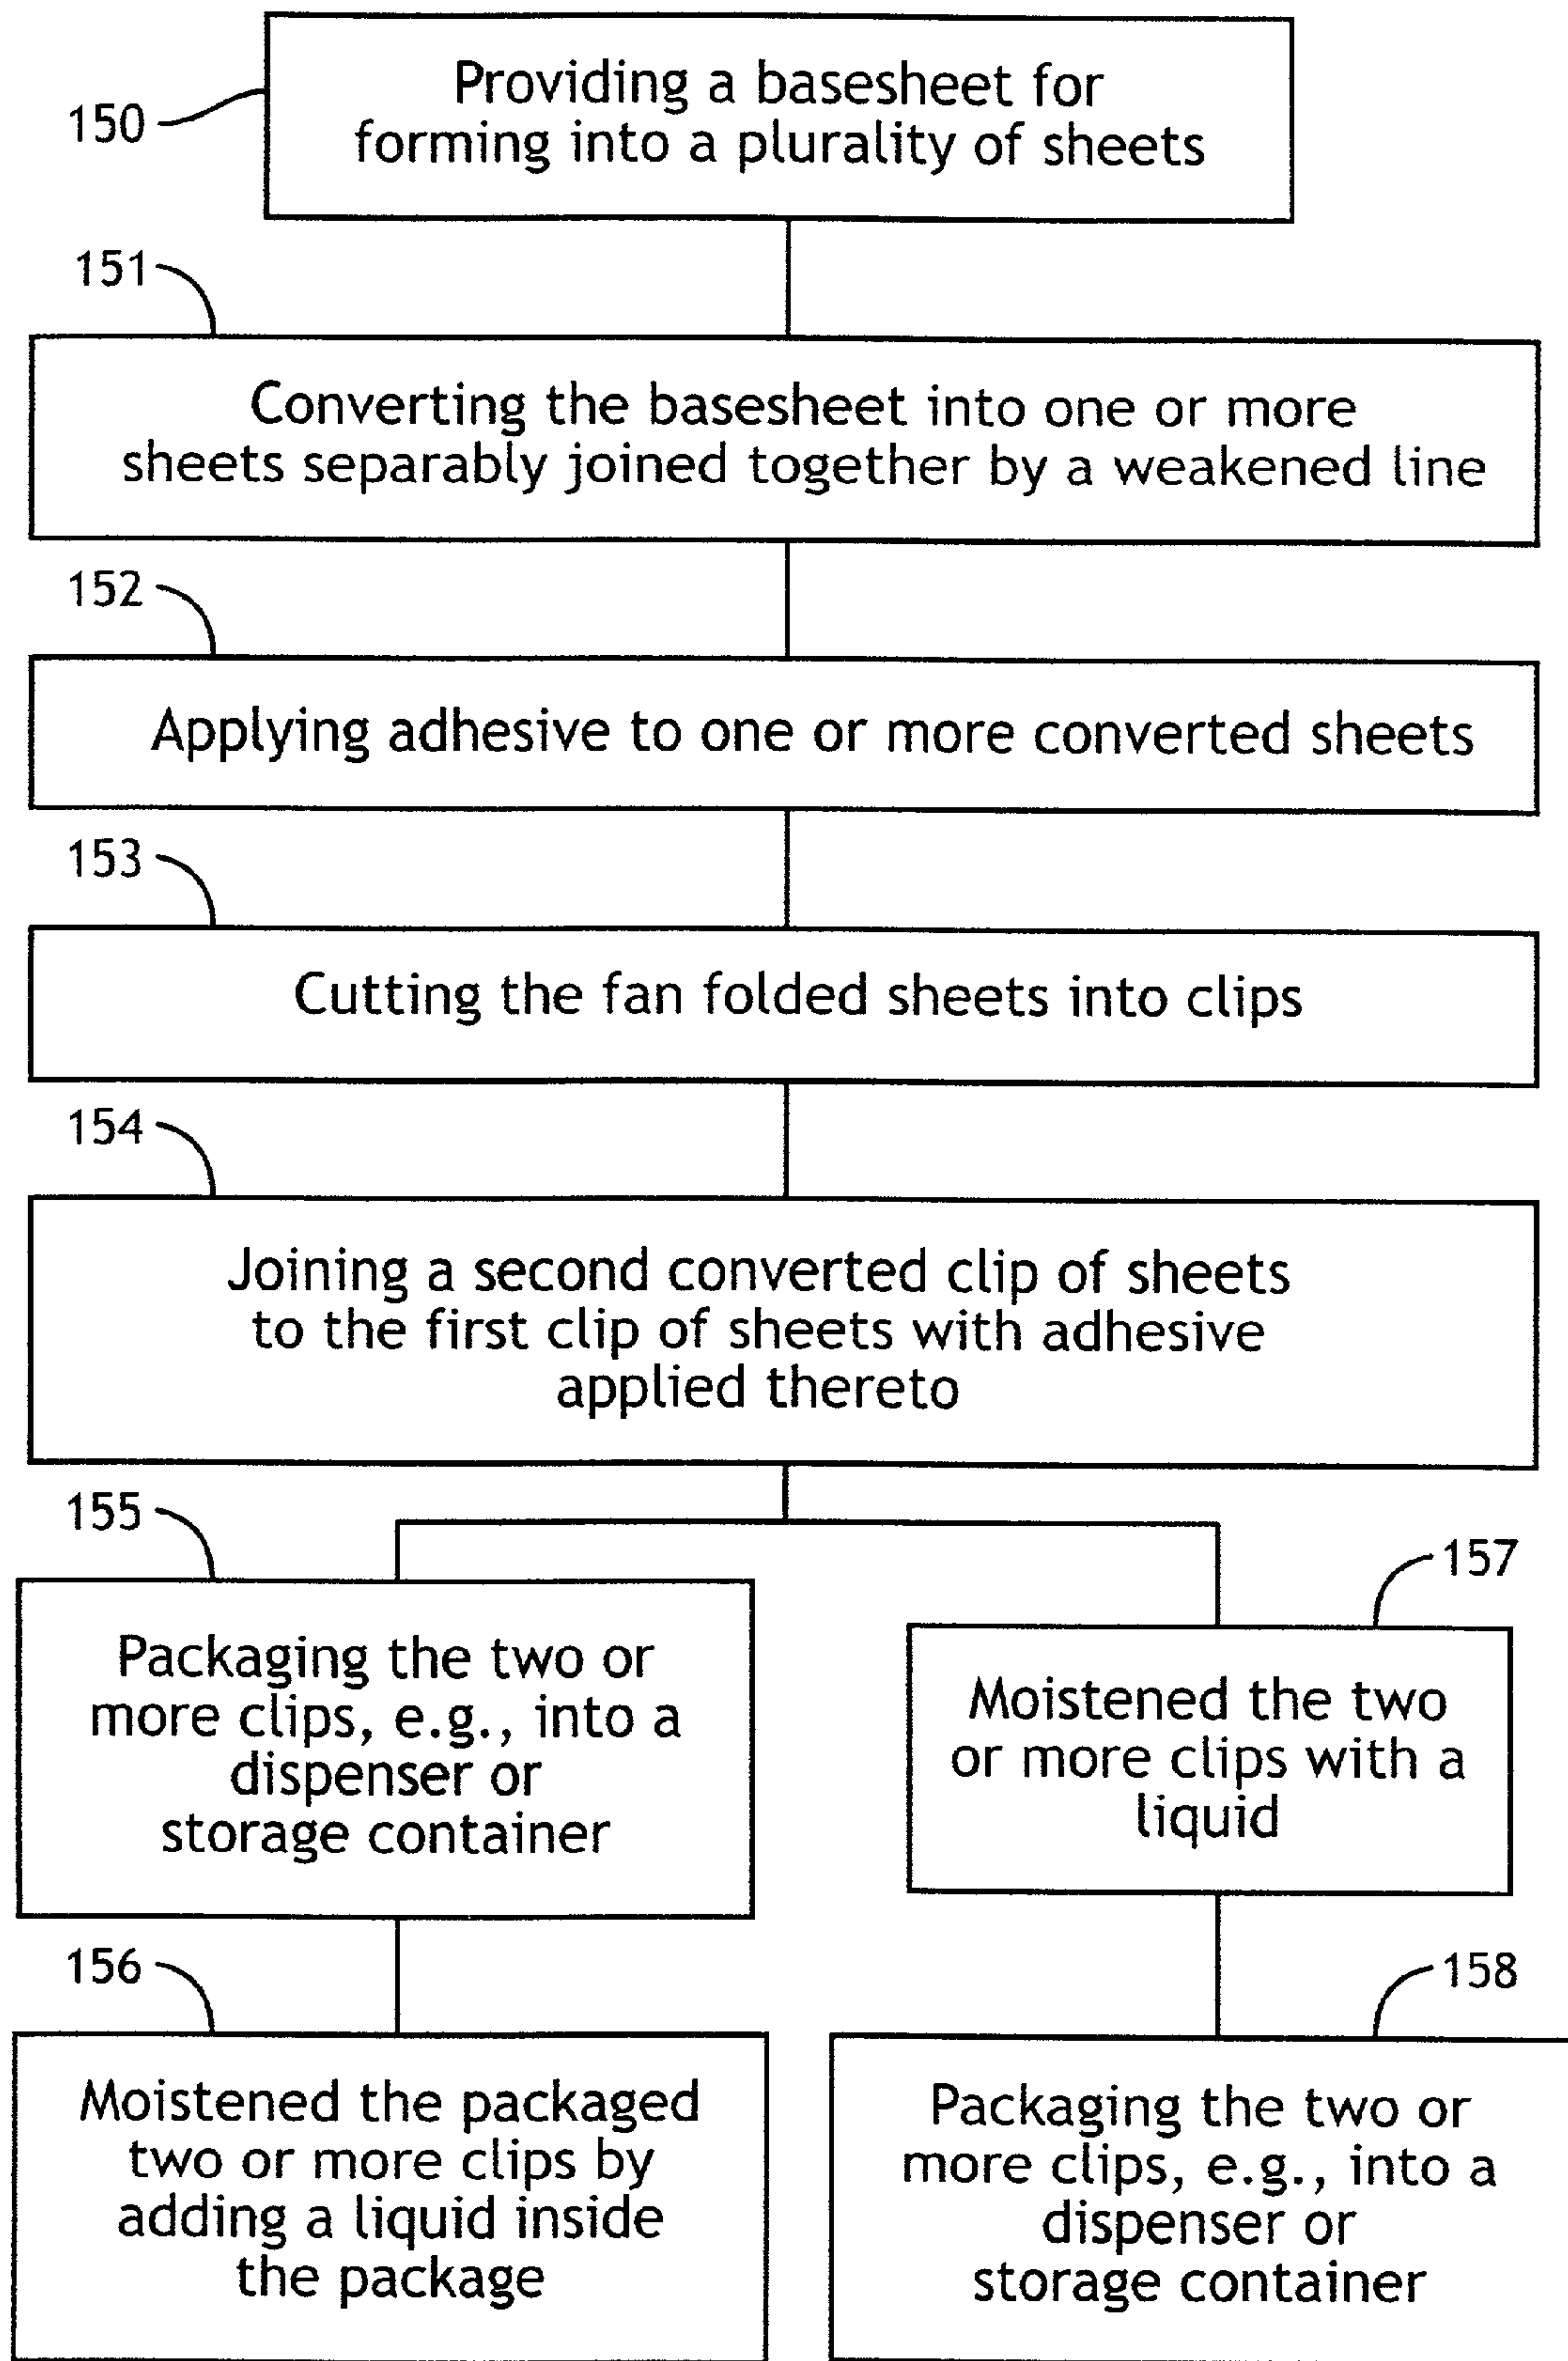 150
Providing a basesheet for
forming into a plurality of sheets
151
Converting the basesheet into one or more
sheets separably joined together by a weakened line
152
Applying adhesive to one or more converted sheets
153
Cutting the fan folded sheets into clips
154
Joining a second converted clip of sheets
to the first clip of sheets with adhesive
applied thereto
155
Packaging the two or
more clips, e.g., into a
dispenser or
storage container
156
Moistened the packaged
two or more clips by
adding a liquid inside
the package
157
Moistened the two
or more clips with a
liquid
158
Packaging the two or
more clips, e.g., into a
dispenser or
storage container